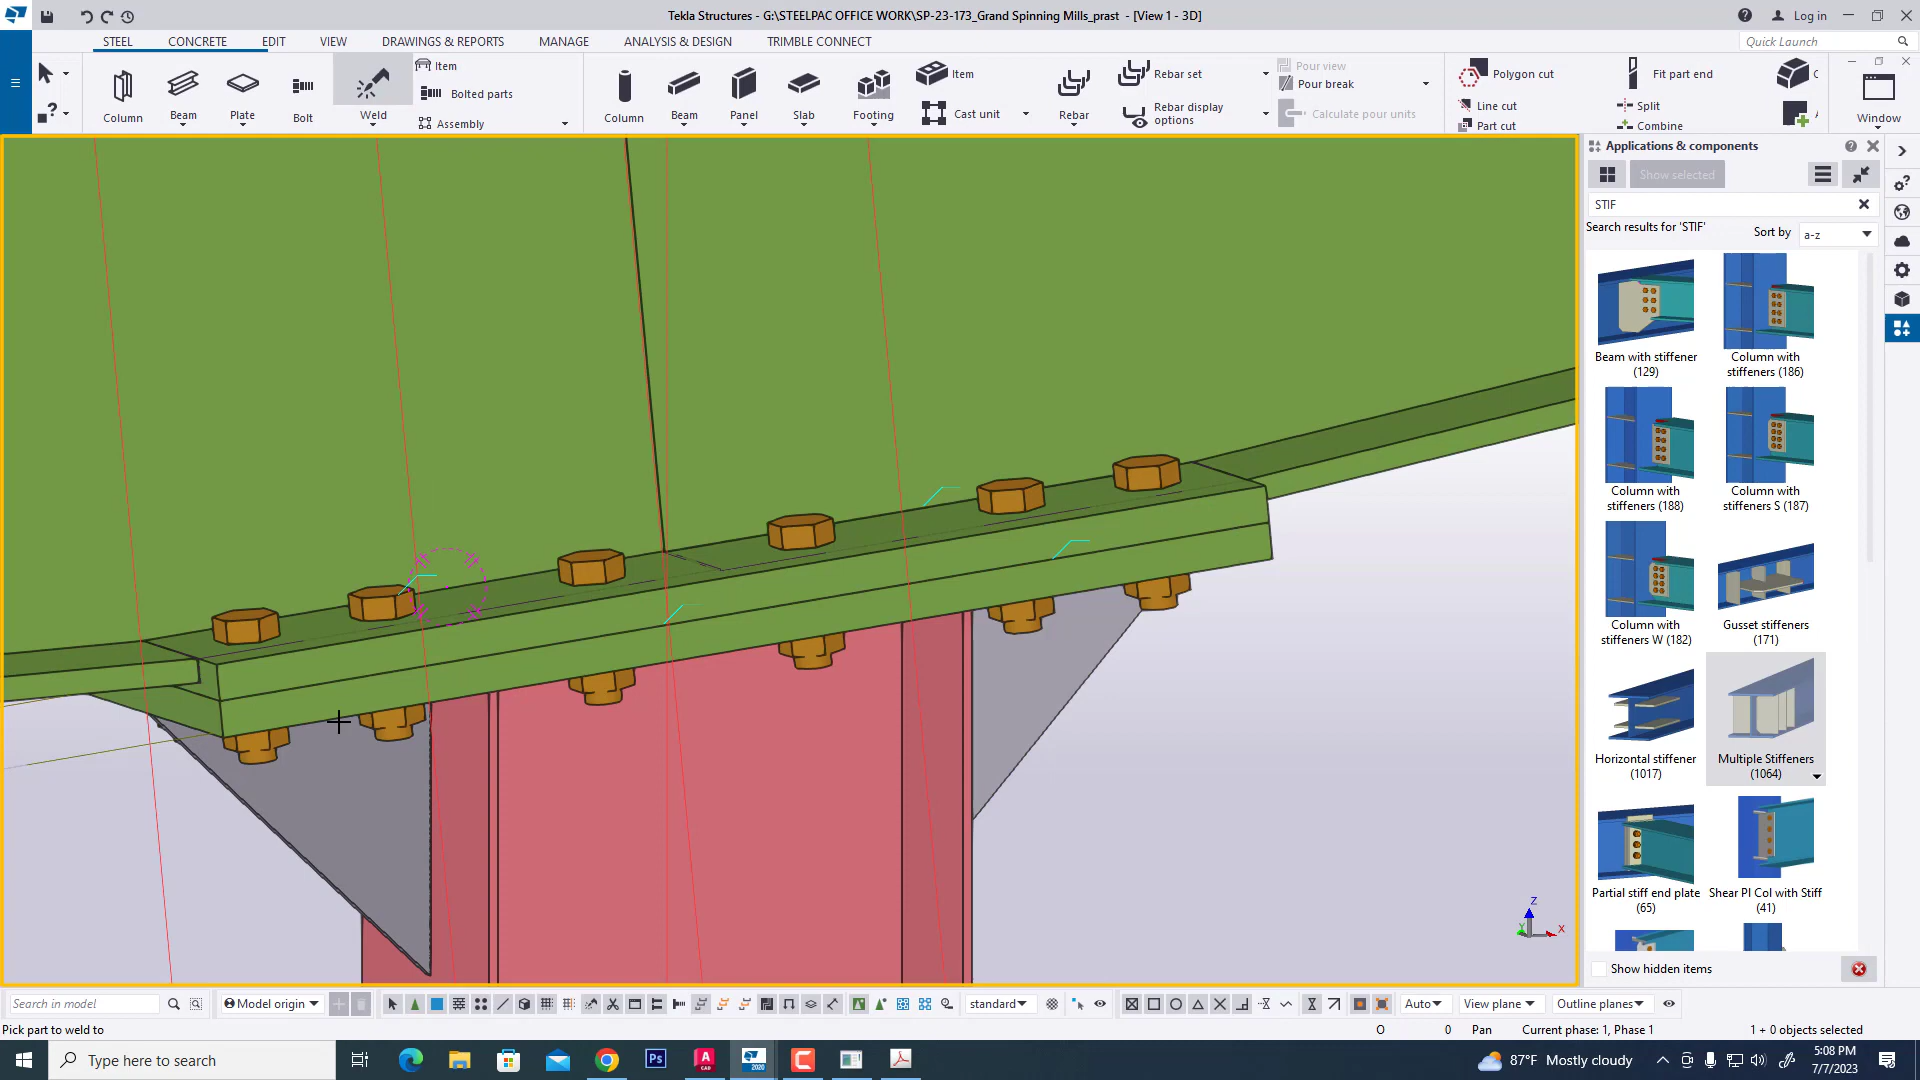 Tekla Structures - G:\STEELPAC OFFICE WORK\SP-23-173_Grand Spinning Mills_prast - [View 1 - 3D]
Log in
STEEL CONCRETE EDIT VIEW DRAWINGS & REPORTS MANAGE ANALYSIS & DESIGN TRIMBLE CONNECT
Quick Launch
Column Beam Plate Bolt Weld
Item
Bolted parts
Assembly
Column Beam Panel Slab Footing
Item
Cast unit
Rebar
Rebar set
Rebar display
options
Pour view
Pour break
Calculate pour units
Polygon cut
Line cut
Part cut
Fit part end
Split
Combine
Window
Applications & components
Show selected
STIF
Search results for 'STIF'
Sort by
a-z
Beam with stiffener
(129)
Column with
stiffeners (186)
Column with
stiffeners (188)
Column with
stiffeners S (187)
Column with
stiffeners W (182)
Gusset stiffeners
(171)
Horizontal stiffener
(1017)
Multiple Stiffeners
(1064)
Partial stiff end plate
(65)
Shear Pl Col with Stiff
(41)
Show hidden items
Z
Y
X
Search in model
Model origin
standard
Auto
View plane
Outline planes
Pick part to weld to
O 0 Pan Current phase: 1, Phase 1 1 + 0 objects selected
Type here to search
87°F Mostly cloudy
5:08 PM
7/7/2023